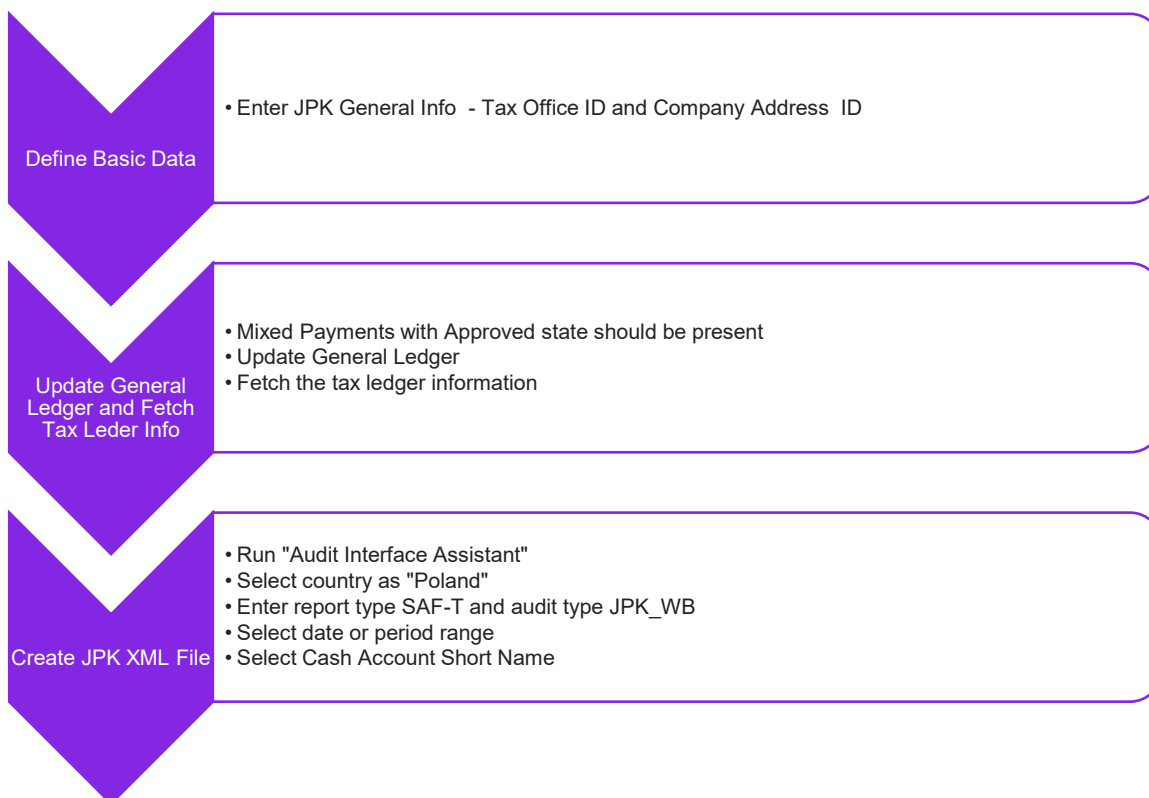 Define Basic Data
• Enter JPK General Info - Tax Office ID and Company Address ID
Update General
Ledger and Fetch
Tax Leder Info
• Mixed Payments with Approved state should be present
• Update General Ledger
• Fetch the tax ledger information
Create JPK XML File
• Run "Audit Interface Assistant"
• Select country as "Poland"
• Enter report type SAF-T and audit type JPK_WB
• Select date or period range
• Select Cash Account Short Name